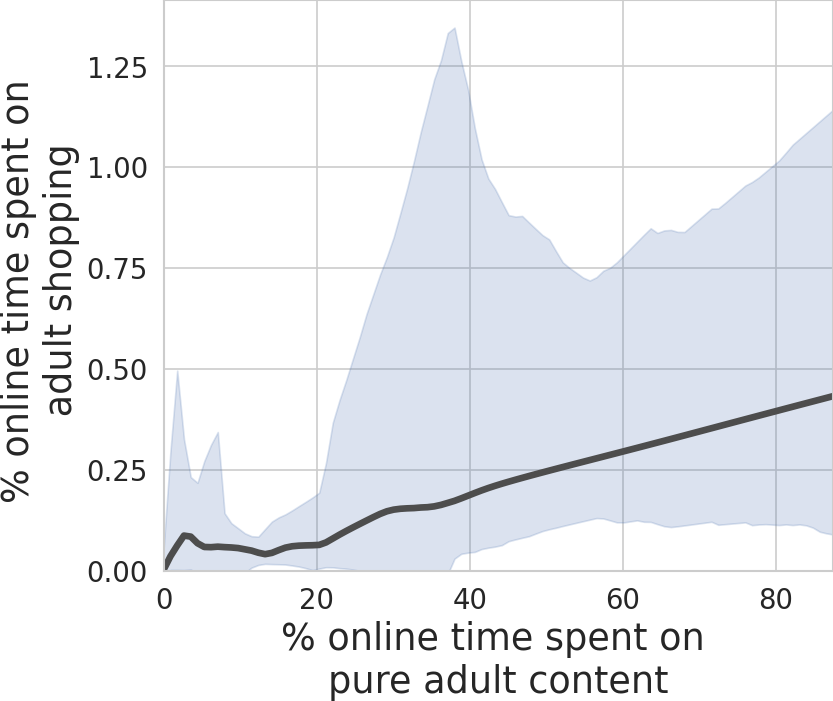 % online time spent on
adult shopping
1.25
1.00
0.75
0.50
0.25
0.00
0 20 40 60 80
% online time spent on
pure adult content